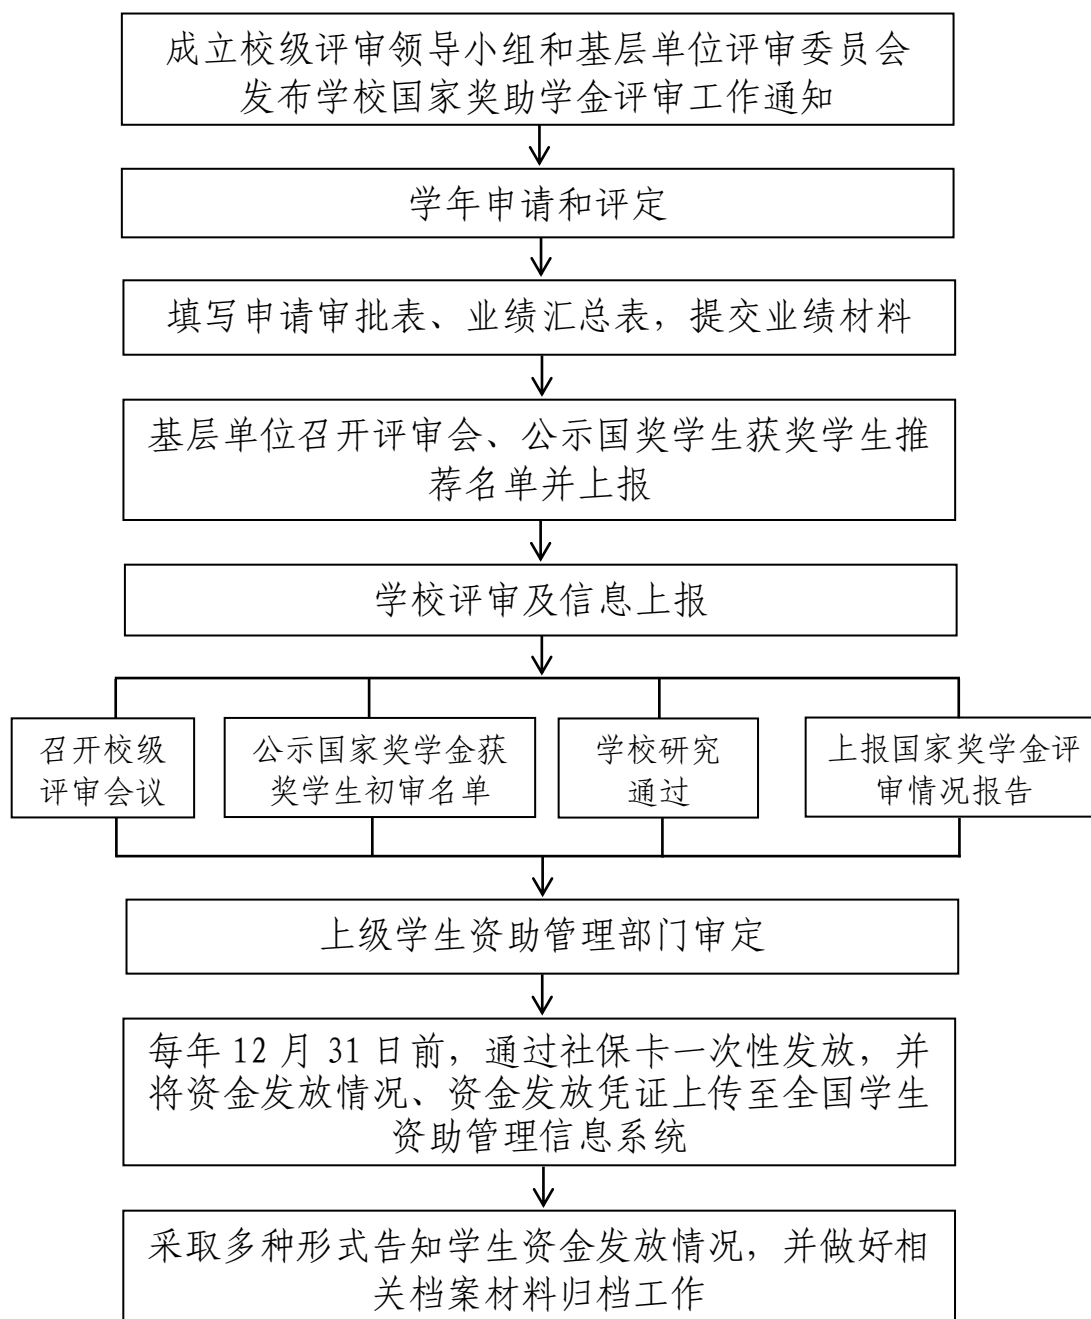 成立校级评审领导小组和基层单位评审委员会
发布学校国家奖助学金评审工作通知
学年申请和评定
填写申请审批表、业绩汇总表，提交业绩材料
基层单位召开评审会、公示国奖学生获奖学生推
荐名单并上报
学校评审及信息上报
召开校级
评审会议
公示国家奖学金获
奖学生初审名单
学校研究
通过
上报国家奖学金评
审情况报告
上级学生资助管理部门审定
每年 12 月 31 日前，通过社保卡一次性发放，并
将资金发放情况、资金发放凭证上传至全国学生
资助管理信息系统
采取多种形式告知学生资金发放情况，并做好相
关档案材料归档工作